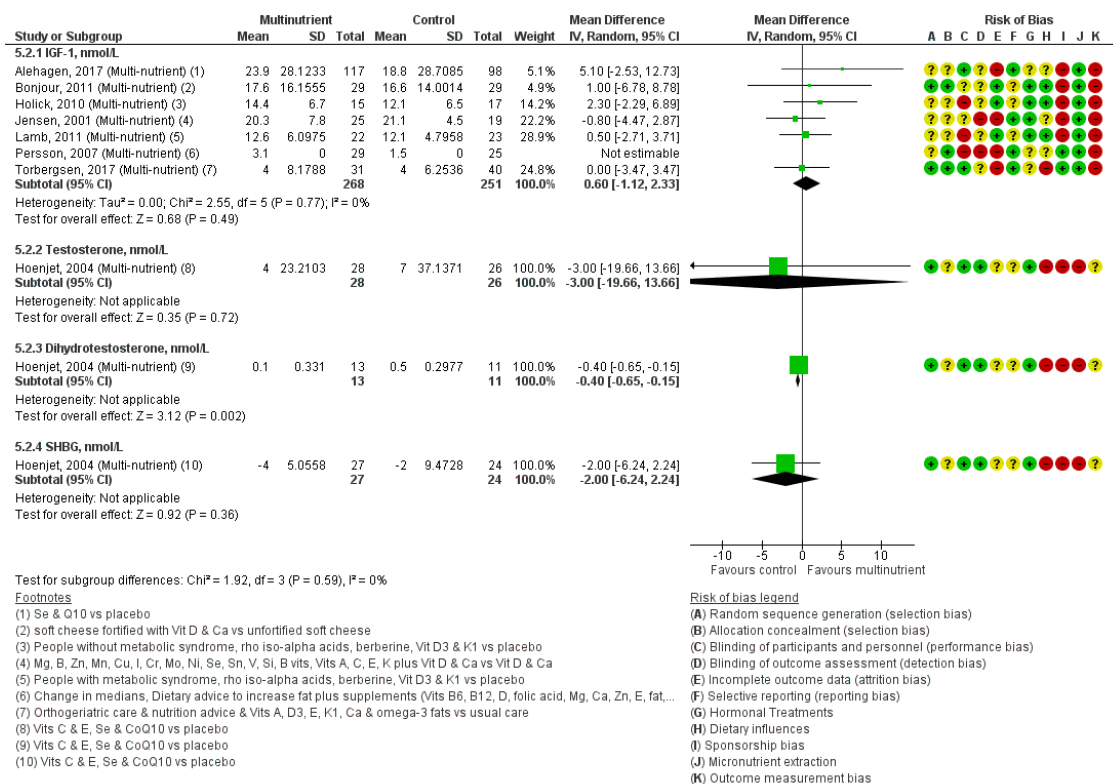 Multinutrient Control Mean Difference Mean Difference Risk of Bias
Study or Subgroup Mean SD Total Mean SD Total Weight IV, Random, 95% CI IV, Random, 95% CI A B C D E F G H I J K
5.2.1 IGF-1, nmol/L
Alehagen, 2017 (Multi-nutrient) (1) 23.9 28.1233 117 18.8 28.7085 98 5.1% 5.10 [-2.53, 12.73] ? ? + ? - + ? ? - + -
Bonjour, 2011 (Multi-nutrient) (2) 17.6 16.1555 29 16.6 14.0014 29 4.9% 1.00 [-6.78, 8.78] ? ? - ? + ? + ? - + +
Holick, 2010 (Multi-nutrient) (3) 14.4 6.7 15 12.1 6.5 17 14.2% 2.30 [-2.29, 6.89]
Jensen, 2001 (Multi-nutrient) (4) 20.3 7.8 25 21.1 4.5 19 22.2% -0.80 [-4.47, 2.87]
Lamb, 2011 (Multi-nutrient) (5) 12.6 6.0975 22 12.1 4.7958 23 28.9% 0.50 [-2.71, 3.71]
Persson, 2007 (Multi-nutrient) (6) 3.1 0 29 1.5 0 25 Not estimable
Torbergsen, 2017 (Multi-nutrient) (7) 4 8.1788 31 4 6.2536 40 24.8% 0.00 [-3.47, 3.47] + + + ? - ? + ? - + -
Subtotal (95% CI) 268 251 100.0% 0.60 [-1.12, 2.33]
Heterogeneity: Tau² = 0.00; Chi² = 2.55, df = 5 (P = 0.77); I² = 0%
Test for overall effect: Z = 0.68 (P = 0.49)
5.2.2 Testosterone, nmol/L
Hoenjet, 2004 (Multi-nutrient) (8) 4 23.2103 28 7 37.1371 26 100.0% -3.00 [-19.66, 13.66] + ? + + ? ? + - - - ?
Subtotal (95% CI) 28 26 100.0% -3.00 [-19.66, 13.66]
Heterogeneity: Not applicable
Test for overall effect: Z = 0.35 (P = 0.72)
5.2.3 Dihydrotestosterone, nmol/L
Hoenjet, 2004 (Multi-nutrient) (9) 0.1 0.331 13 0.5 0.2977 11 100.0% -0.40 [-0.65, -0.15] + ? + + ? ? + - - - ?
Subtotal (95% CI) 13 11 100.0% -0.40 [-0.65, -0.15]
Heterogeneity: Not applicable
Test for overall effect: Z = 3.12 (P = 0.002)
5.2.4 SHBG, nmol/L
Hoenjet, 2004 (Multi-nutrient) (10) -4 5.0558 27 -2 9.4728 24 100.0% -2.00 [-6.24, 2.24] + ? + + ? ? + - - - ?
Subtotal (95% CI) 27 24 100.0% -2.00 [-6.24, 2.24]
Heterogeneity: Not applicable
Test for overall effect: Z = 0.92 (P = 0.36)
-10 -5 0 5 10
Favours control Favours multinutrient
Test for subgroup differences: Chi² = 1.92, df = 3 (P = 0.59), I² = 0%
Footnotes
(1) Se & Q10 vs placebo
(2) soft cheese fortified with Vit D & Ca vs unfortified soft cheese
(3) People without metabolic syndrome, rho iso-alpha acids, berberine, Vit D3 & K1 vs placebo
(4) Mg, B, Zn, Mn, Cu, I, Cr, Mo, Ni, Se, Sn, V, Si, B vits, Vits A, C, E, K plus Vit D & Ca vs Vit D & Ca
(5) People with metabolic syndrome, rho iso-alpha acids, berberine, Vit D3 & K1 vs placebo
(6) Change in medians, Dietary advice to increase fat plus supplements (Vits B6, B12, D, folic acid, Mg, Ca, Zn, E, fat,...
(7) Orthogeriatric care & nutrition advice & Vits A, D3, E, K1, Ca & omega-3 fats vs usual care
(8) Vits C & E, Se & CoQ10 vs placebo
(9) Vits C & E, Se & CoQ10 vs placebo
(10) Vits C & E, Se & CoQ10 vs placebo
Risk of bias legend
(A) Random sequence generation (selection bias)
(B) Allocation concealment (selection bias)
(C) Blinding of participants and personnel (performance bias)
(D) Blinding of outcome assessment (detection bias)
(E) Incomplete outcome data (attrition bias)
(F) Selective reporting (reporting bias)
(G) Hormonal Treatments
(H) Dietary influences
(I) Sponsorship bias
(J) Micronutrient extraction
(K) Outcome measurement bias